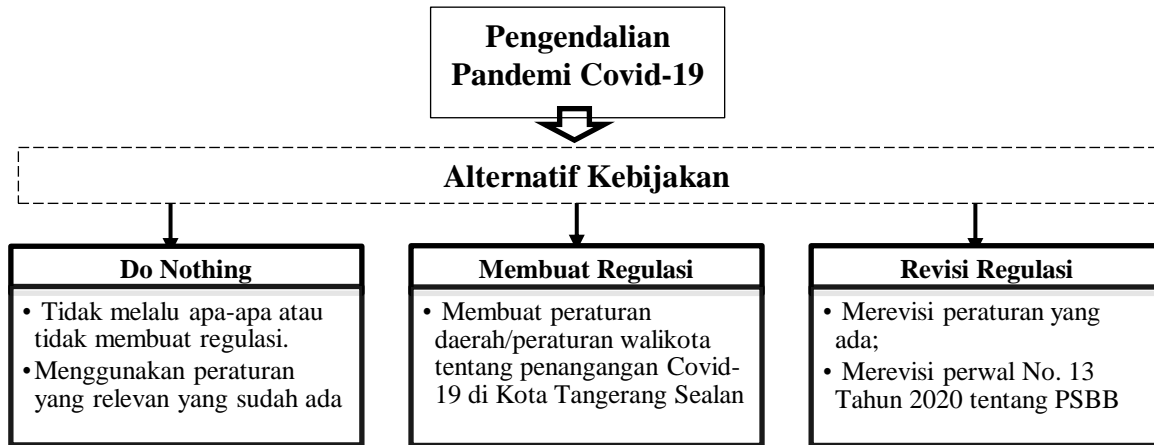 Pengendalian
Pandemi Covid-19
Alternatif Kebijakan
Do Nothing
• Tidak melalu apa-apa atau
tidak membuat regulasi.
• Menggunakan peraturan
yang relevan yang sudah ada
Membuat Regulasi
• Membuat peraturan
daerah/peraturan walikota
tentang penangangan Covid-
19 di Kota Tangerang Sealan
Revisi Regulasi
• Merevisi peraturan yang
ada;
• Merevisi perwal No. 13
Tahun 2020 tentang PSBB